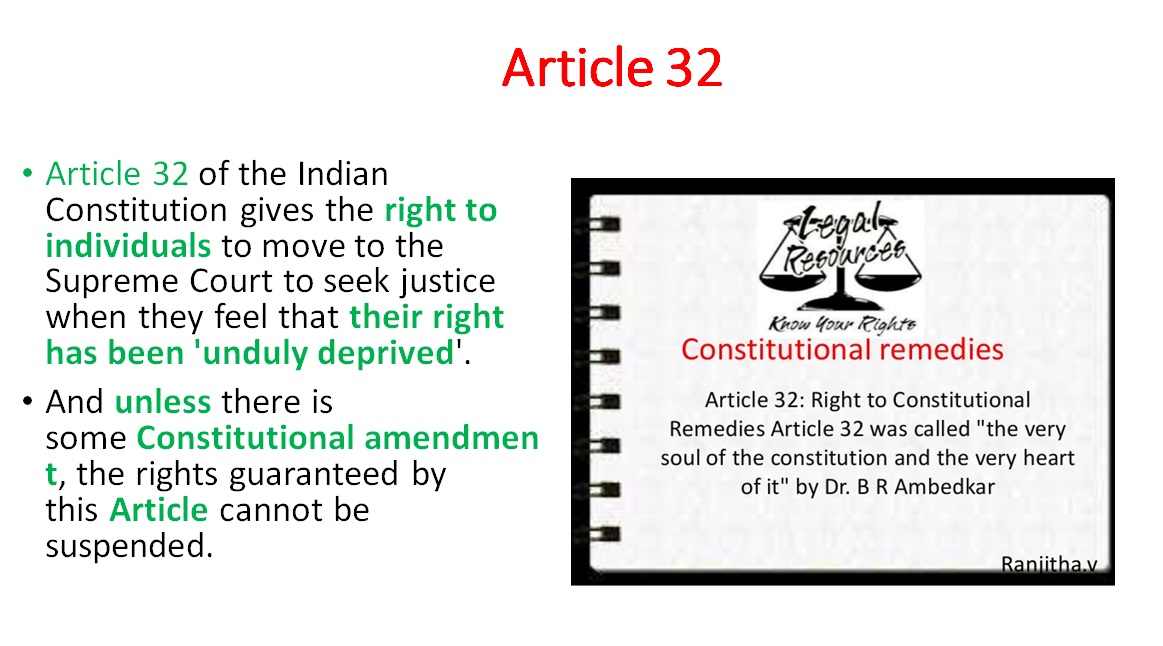 Article 32
• Article 32 of the Indian
Constitution gives the right to
individuals to move to the
Supreme Court to seek justice
when they feel that their right
has been 'unduly deprived'.
• And unless there is
some Constitutional amendmen
t, the rights guaranteed by
this Article cannot be
suspended.
Legal
Resources
Know Your Rights
Constitutional remedies
Article 32: Right to Constitutional
Remedies Article 32 was called "the very
soul of the constitution and the very heart
of it" by Dr. B R Ambedkar
Ranjitha.v